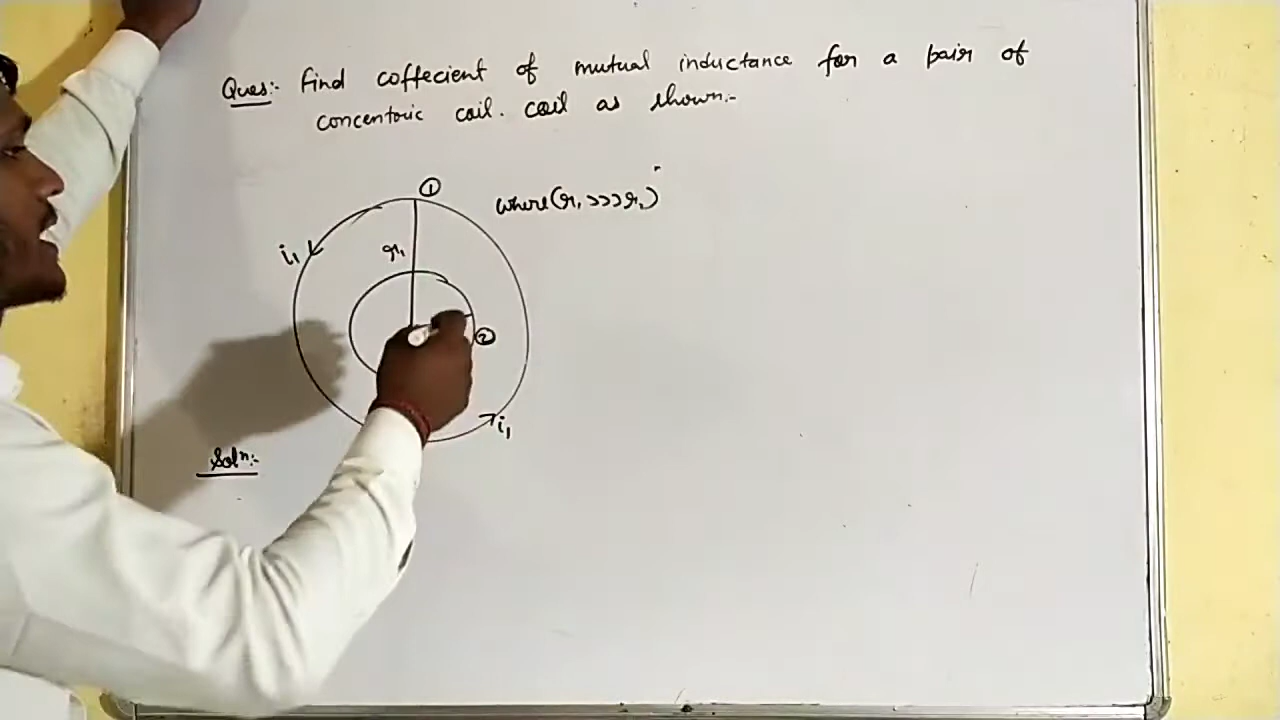 Ques:- Find coffecient of mutual inductance for a pair of
concentric coil. coil as shown:-
①
where (r₁ >>> r₂)
i₁
r₁
②
i₁
Solⁿ:-